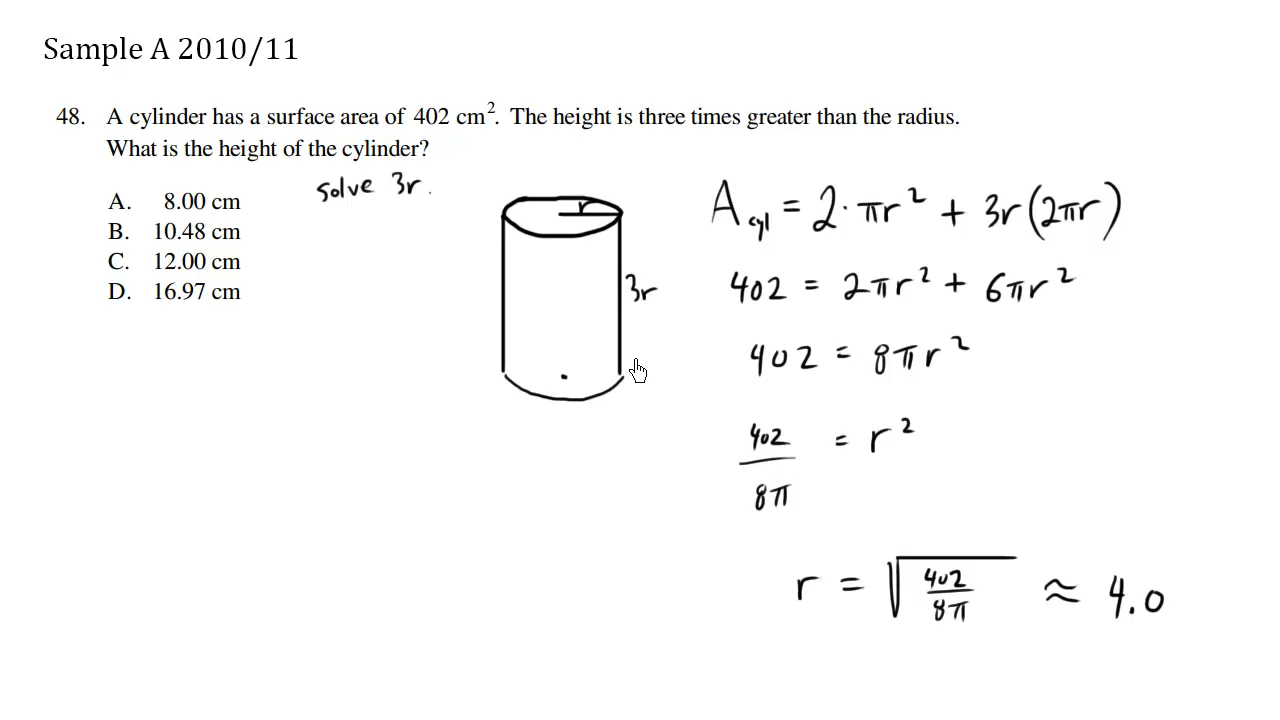 Sample A 2010/11
48. A cylinder has a surface area of 402 cm². The height is three times greater than the radius.
What is the height of the cylinder?
A. 8.00 cm
B. 10.48 cm
C. 12.00 cm
D. 16.97 cm
solve 3r.
r
3r
A cyl = 2·πr² + 3r(2πr)
402 = 2πr² + 6πr²
402 = 8πr²
402/8π = r²
r = √(402/8π) ≈ 4.0